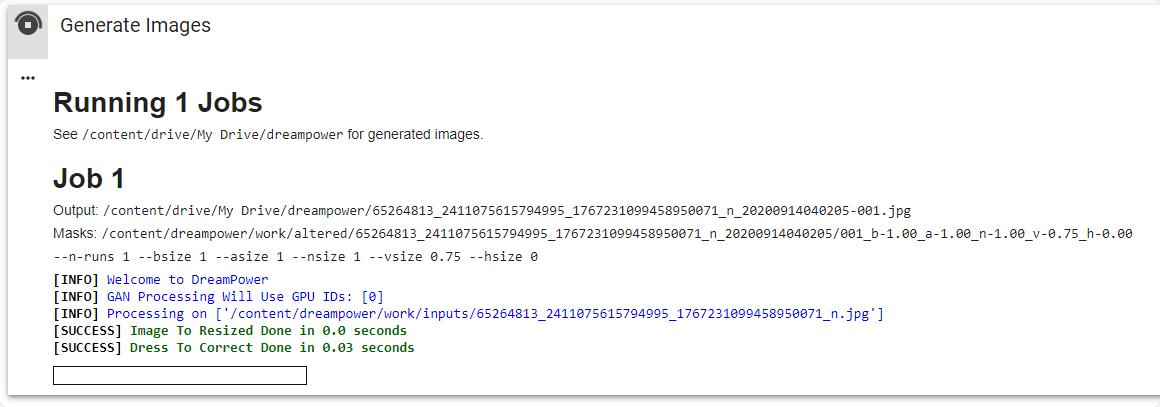 Generate Images
Running 1 Jobs
See /content/drive/My Drive/dreampower for generated images.
Job 1
Output: /content/drive/My Drive/dreampower/65264813_2411075615794995_1767231099458950071_n_20200914040205-001.jpg
Masks: /content/dreampower/work/altered/65264813_2411075615794995_1767231099458950071_n_20200914040205/001_b-1.00_a-1.00_n-1.00_v-0.75_h-0.00
--n-runs 1 --bsize 1 --asize 1 --nsize 1 --vsize 0.75 --hsize 0
[INFO] Welcome to DreamPower
[INFO] GAN Processing Will Use GPU IDs: [0]
[INFO] Processing on ['/content/dreampower/work/inputs/65264813_2411075615794995_1767231099458950071_n.jpg']
[SUCCESS] Image To Resized Done in 0.0 seconds
[SUCCESS] Dress To Correct Done in 0.03 seconds